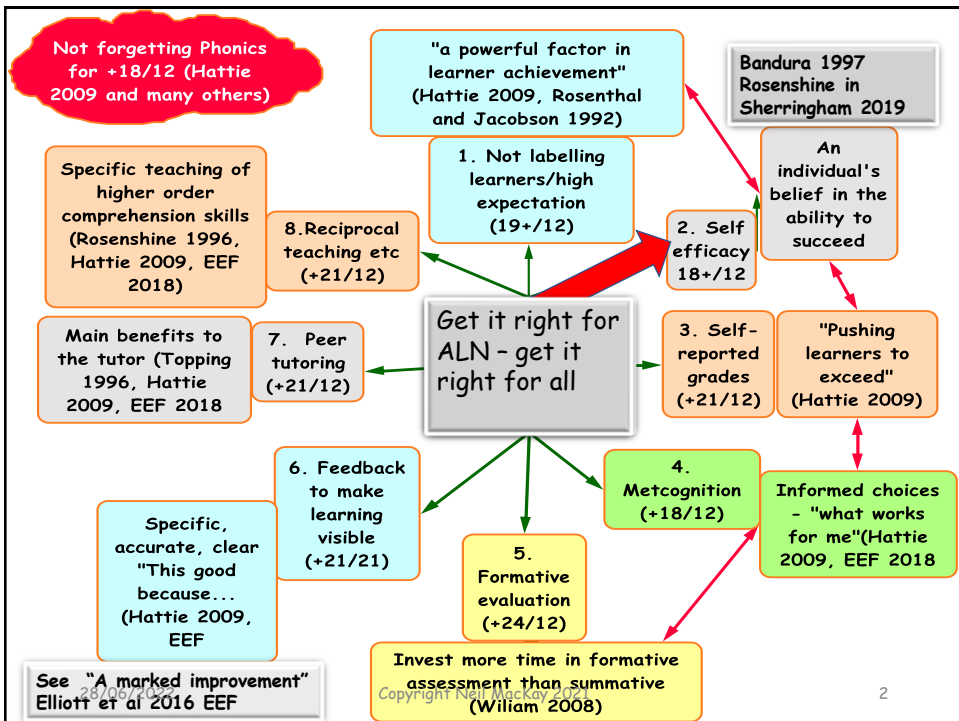 Not forgetting Phonics
for +18/12 (Hattie
2009 and many others)
"a powerful factor in
learner achievement"
(Hattie 2009, Rosenthal
and Jacobson 1992)
Bandura 1997
Rosenshine in
Sherringham 2019
1. Not labelling
learners/high
expectation
(19+/12)
An
individual's
belief in the
ability to
succeed
Specific teaching of
higher order
comprehension skills
(Rosenshine 1996,
Hattie 2009, EEF
2018)
8.Reciprocal
teaching etc
(+21/12)
2. Self
efficacy
18+/12
Get it right for
ALN – get it
right for all
Main benefits to
the tutor (Topping
1996, Hattie
2009, EEF 2018
7. Peer
tutoring
(+21/12)
3. Self-
reported
grades
(+21/12)
"Pushing
learners to
exceed"
(Hattie 2009)
6. Feedback
to make
learning
visible
(+21/21)
4.
Metcognition
(+18/12)
Informed choices
- "what works
for me"(Hattie
2009, EEF 2018
Specific,
accurate, clear
"This good
because...
(Hattie 2009,
EEF
5.
Formative
evaluation
(+24/12)
Invest more time in formative
assessment than summative
(Wiliam 2008)
See "A marked improvement"
Elliott et al 2016 EEF
28/06/2022
Copyright Neil MacKay 2021
2